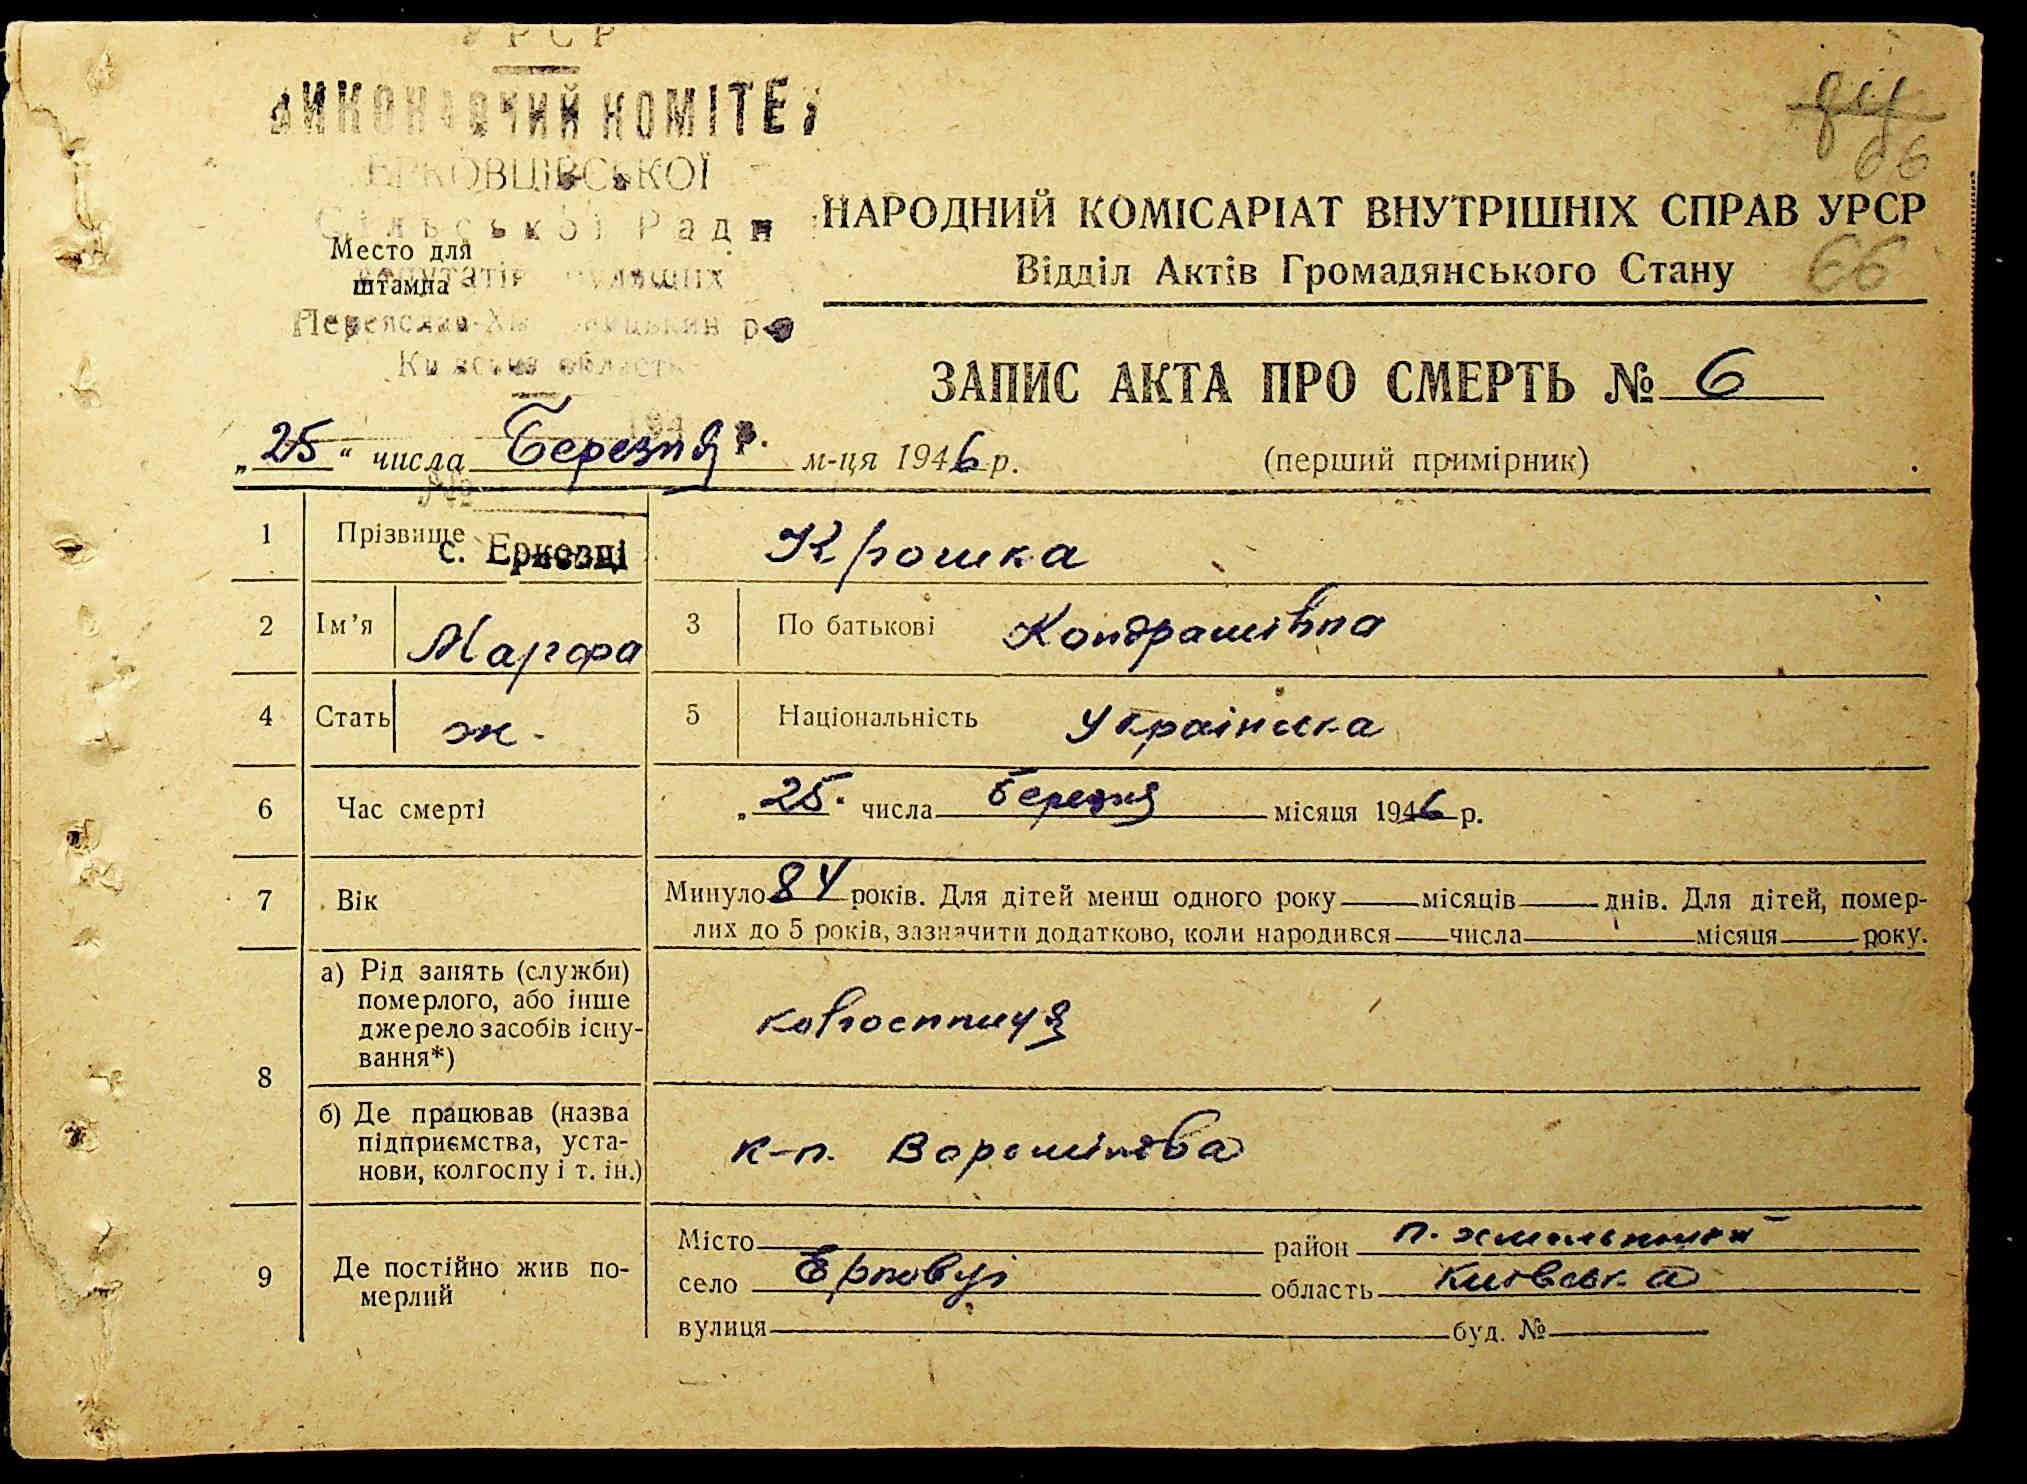 УРСР
ВИКОНАВЧИЙ КОМІТЕТ
ЕРКОВЦІВСЬКОЇ
Сільської Ради
Место для
штампа
депутатів трудящих
Переяслав-Хмельницький р
Київська область
194 р.
№
с. Ерковці
84
66
66
НАРОДНИЙ КОМІСАРІАТ ВНУТРІШНІХ СПРАВ УРСР
Відділ Актів Громадянського Стану
ЗАПИС АКТА ПРО СМЕРТЬ № 6
„25“ числа Березня м-ця 1946 р.
(перший примірник)
1 Прізвище Крошка
2 Ім’я Марфа 3 По батькові Кондрашівна
4 Стать ж. 5 Національність Українка
6 Час смерті „25“ числа березня місяця 1946 р.
7 Вік Минуло 84 років. Для дітей менш одного року місяців днів. Для дітей, помер-
лих до 5 років, зазначити додатково, коли народився числа місяця року.
8
а) Рід занять (служби)
померлого, або інше
джерело засобів існу-
вання*)
колгоспниця
б) Де працював (назва
підприємства, уста-
нови, колгоспу і т. ін.)
к-п. Ворошилова
9 Де постійно жив по-
мерлий
Місто район П. Хмельницький
село Ерковці область Київська
вулиця буд. №